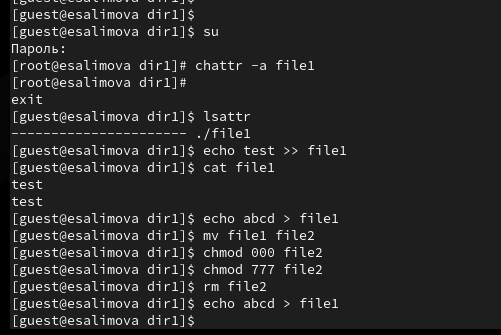 [guest@esalimova dir1]$
[guest@esalimova dir1]$
[guest@esalimova dir1]$ su
Пароль:
[root@esalimova dir1]# chattr -a file1
[root@esalimova dir1]#
exit
[guest@esalimova dir1]$ lsattr
---------------------- ./file1
[guest@esalimova dir1]$ echo test >> file1
[guest@esalimova dir1]$ cat file1
test
test
[guest@esalimova dir1]$ echo abcd > file1
[guest@esalimova dir1]$ mv file1 file2
[guest@esalimova dir1]$ chmod 000 file2
[guest@esalimova dir1]$ chmod 777 file2
[guest@esalimova dir1]$ rm file2
[guest@esalimova dir1]$ echo abcd > file1
[guest@esalimova dir1]$